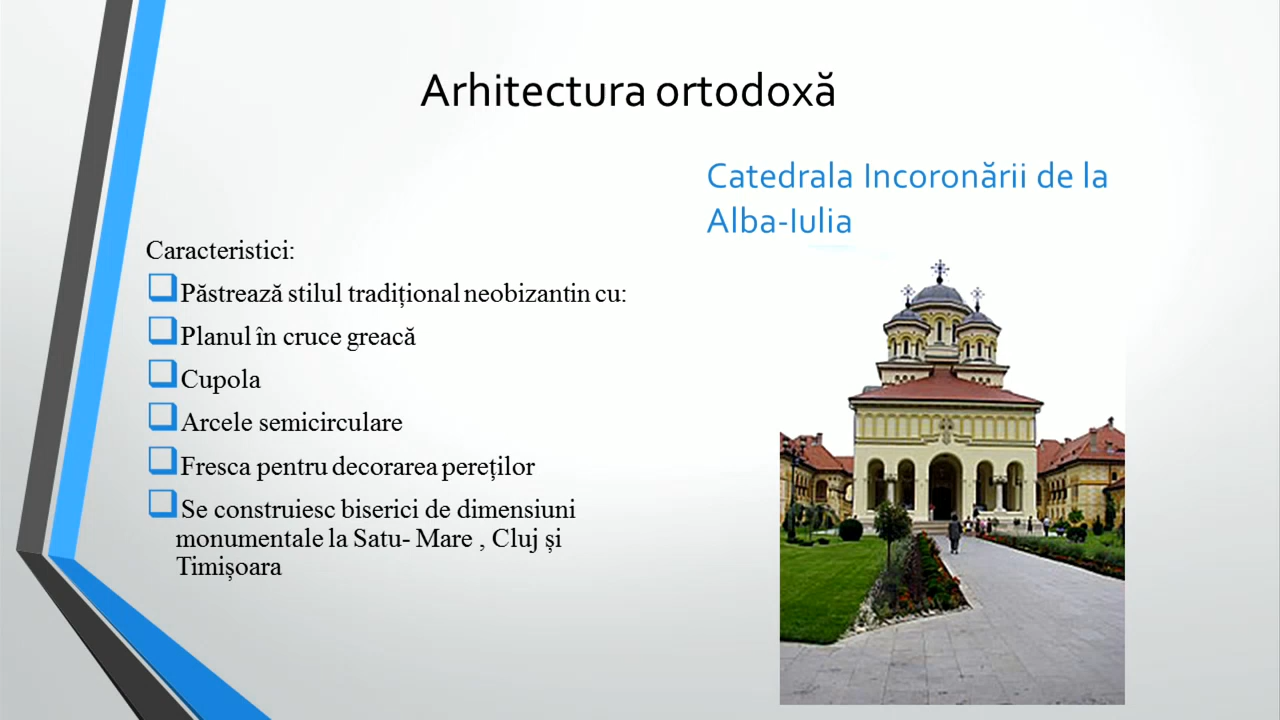 Arhitectura ortodoxă
Catedrala Incoronării de la
Alba-Iulia
Caracteristici:
Păstrează stilul tradițional neobizantin cu:
Planul în cruce greacă
Cupola
Arcele semicirculare
Fresca pentru decorarea pereților
Se construiesc biserici de dimensiuni
monumentale la Satu- Mare , Cluj și
Timișoara